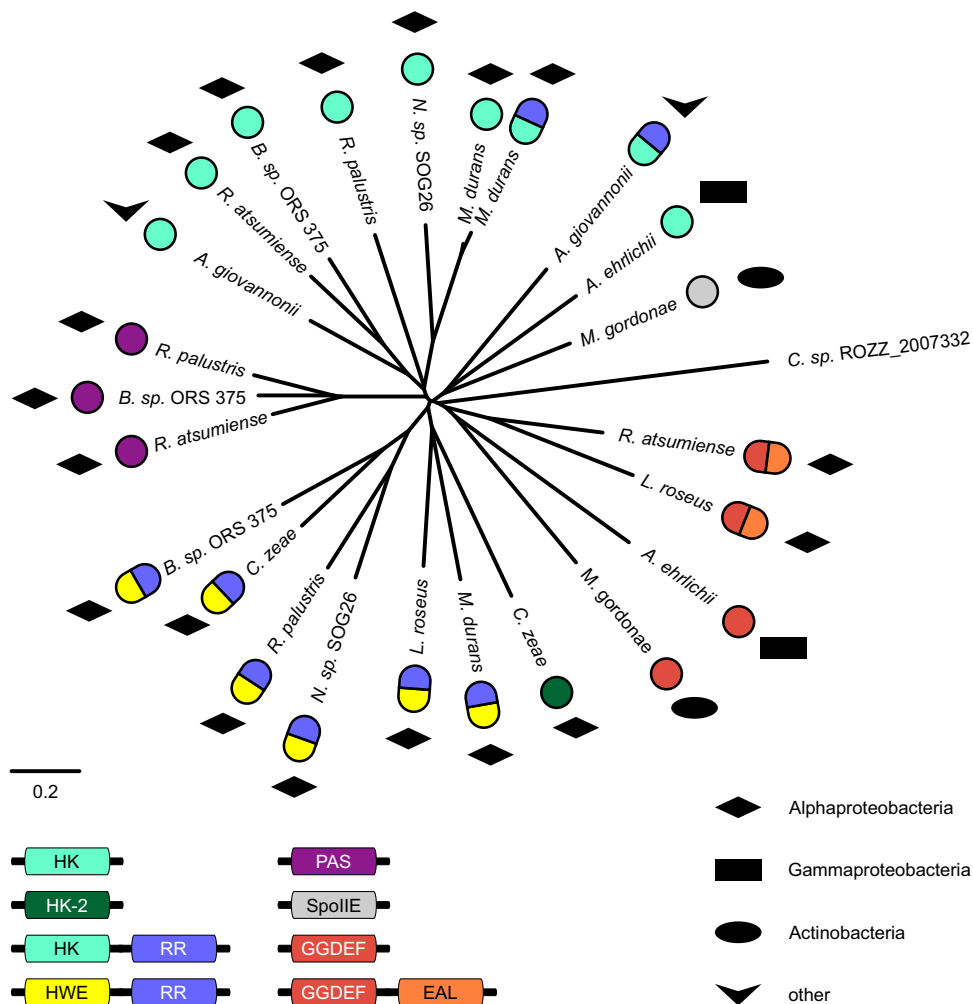 N. sp. SOG26
M. durans
M. durans
R. palustris
B. sp. ORS 375
R. atsumiense
A. giovannonii
A. giovannonii
A. ehrlichii
M. gordonae
C. sp. ROZZ_2007332
R. palustris
B. sp. ORS 375
R. atsumiense
R. atsumiense
L. roseus
A. ehrlichii
M. gordonae
B. sp. ORS 375
C. zeae
R. palustris
N. sp. SOG26
L. roseus
M. durans
C. zeae
0.2
HK
HK-2
HK RR
HWE RR
PAS
SpoIIE
GGDEF
GGDEF EAL
Alphaproteobacteria
Gammaproteobacteria
Actinobacteria
other